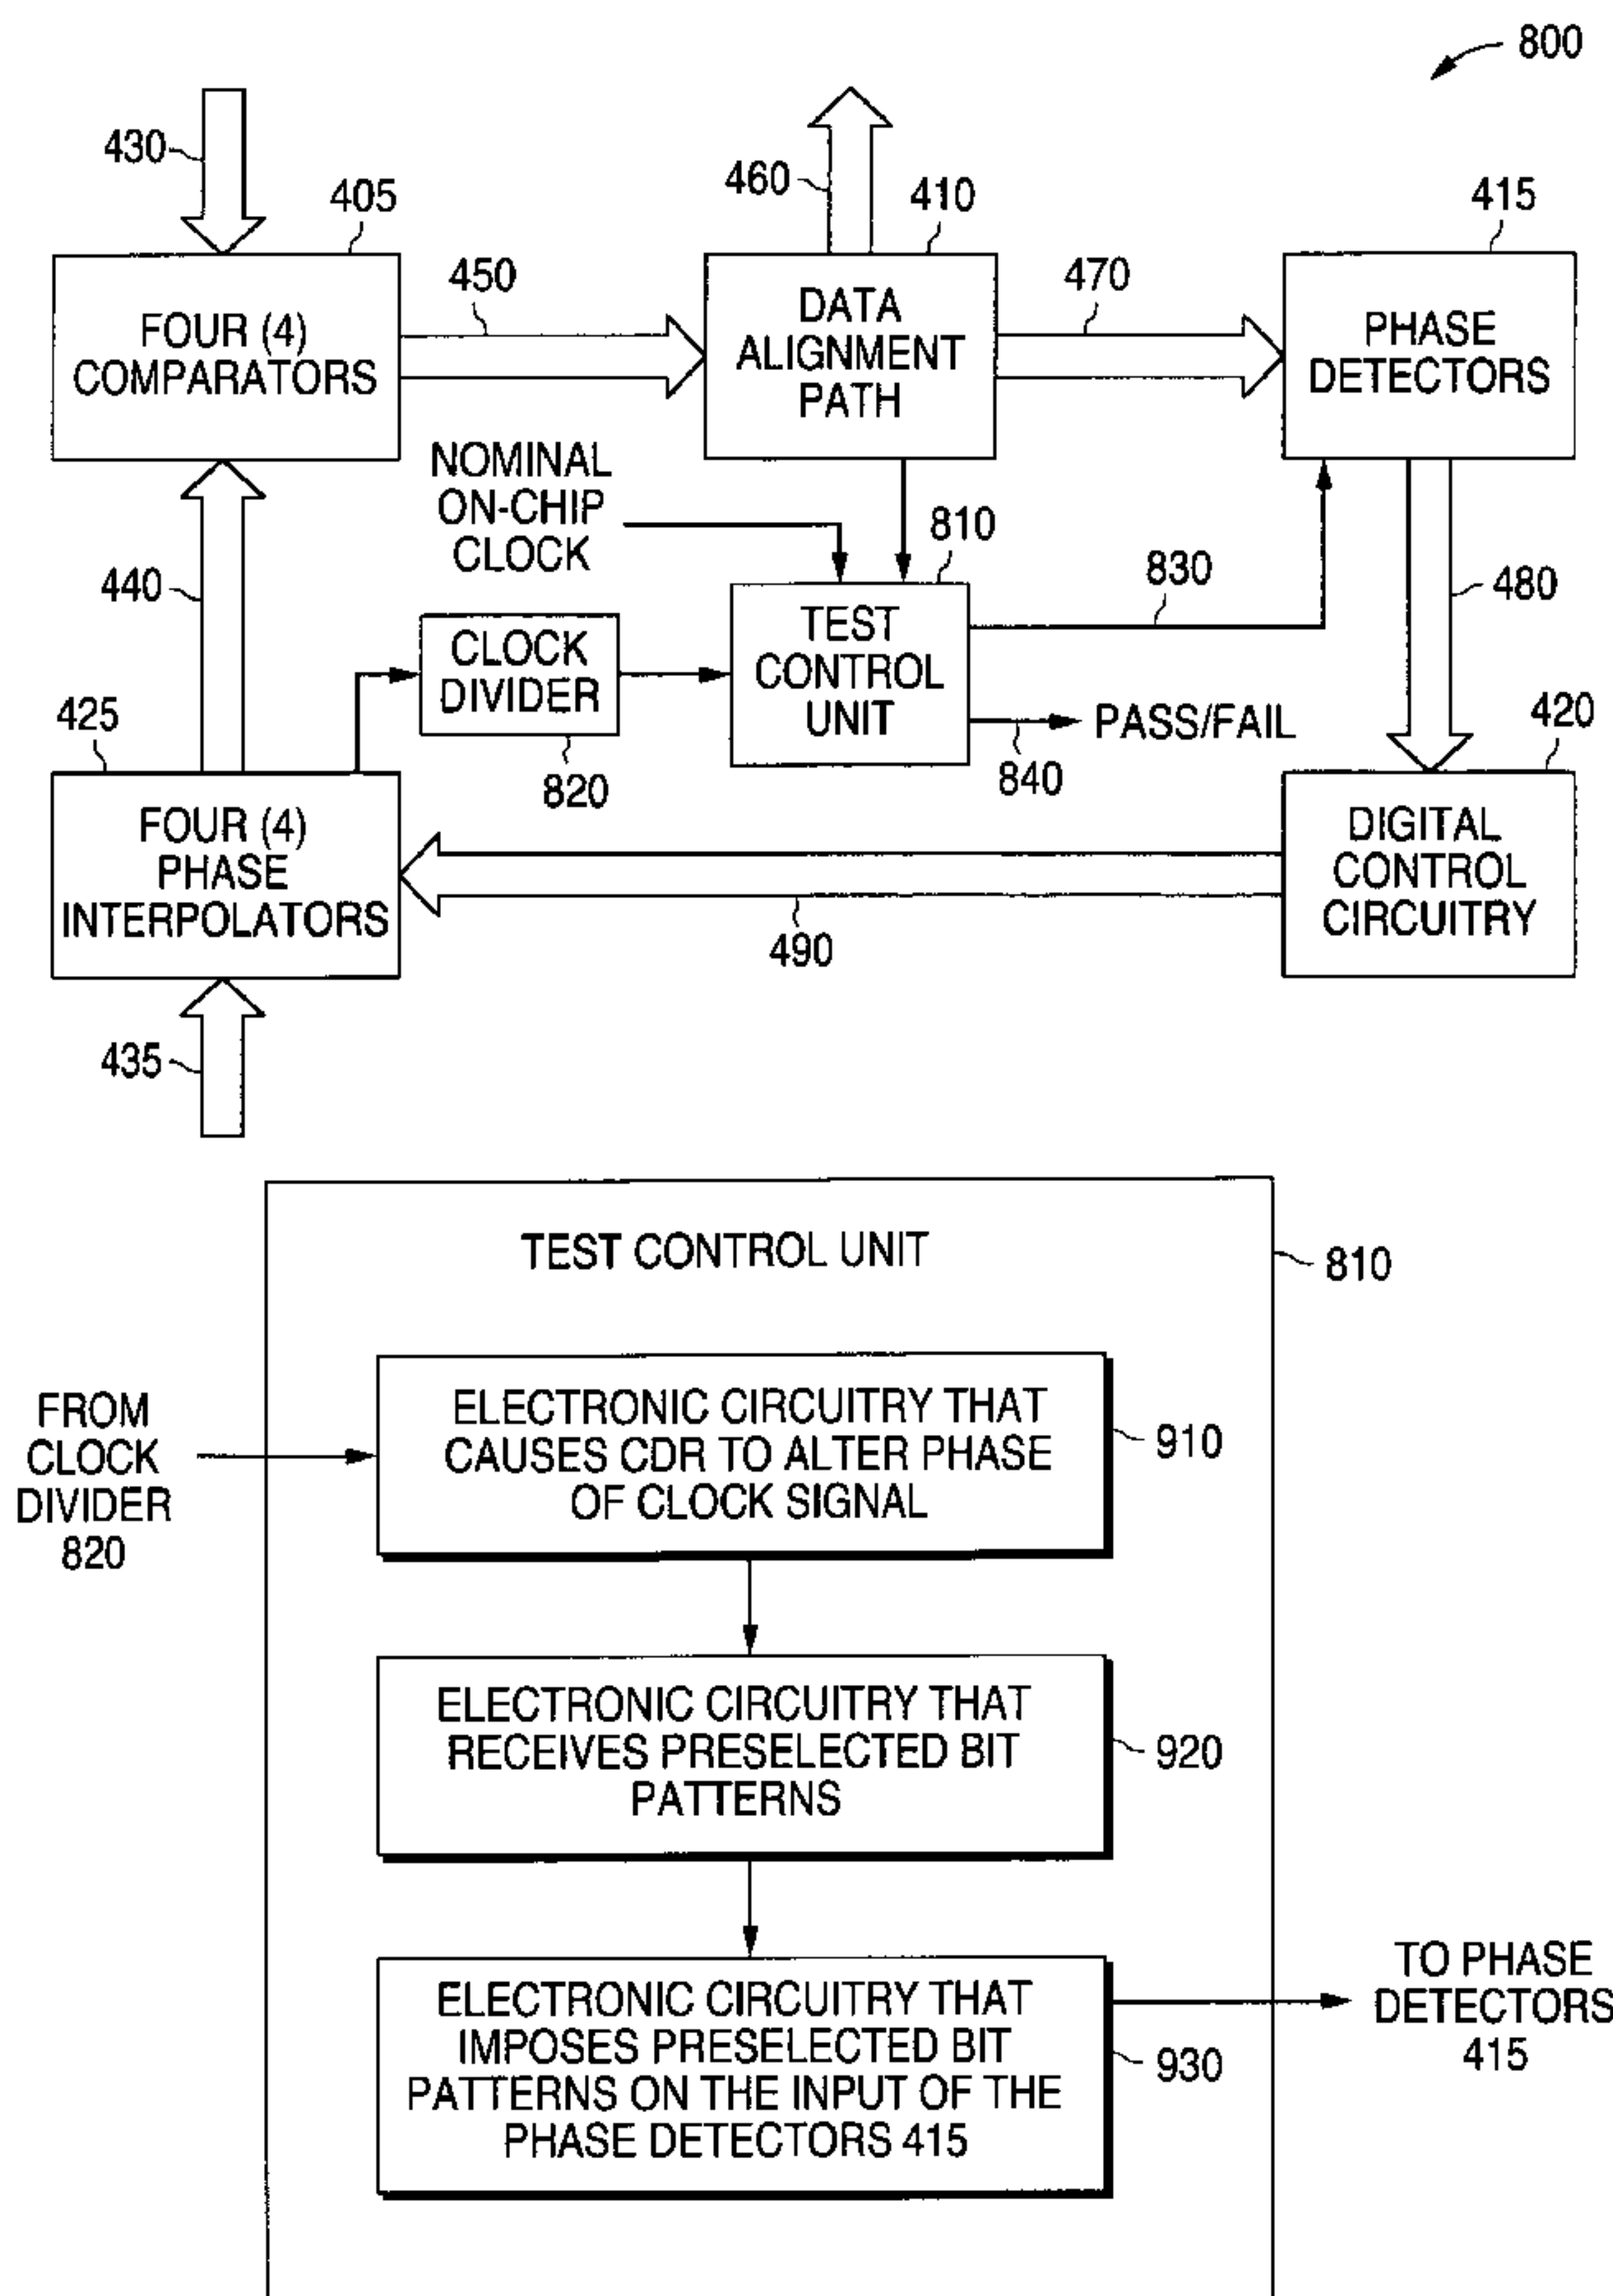 800
430
405
460
410
415
450
470
FOUR (4)
COMPARATORS
DATA
ALIGNMENT
PATH
PHASE
DETECTORS
NOMINAL
ON-CHIP
CLOCK
810
440
830
480
CLOCK
DIVIDER
TEST
CONTROL
UNIT
425
820
840
PASS/FAIL
420
FOUR (4)
PHASE
INTERPOLATORS
DIGITAL
CONTROL
CIRCUITRY
490
435
TEST CONTROL UNIT
810
FROM
CLOCK
DIVIDER
820
ELECTRONIC CIRCUITRY THAT
CAUSES CDR TO ALTER PHASE
OF CLOCK SIGNAL
910
ELECTRONIC CIRCUITRY THAT
RECEIVES PRESELECTED BIT
PATTERNS
920
ELECTRONIC CIRCUITRY THAT
IMPOSES PRESELECTED BIT
PATTERNS ON THE INPUT OF THE
PHASE DETECTORS 415
930
TO PHASE
DETECTORS
415